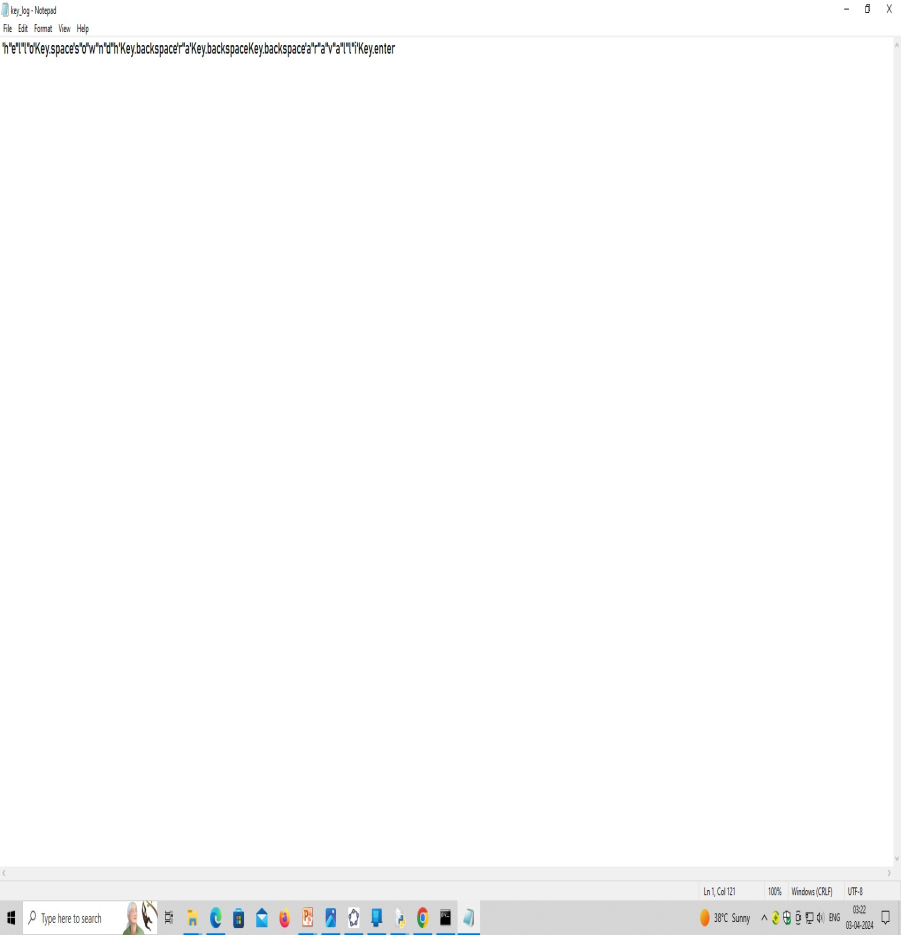 key_log - Notepad
File Edit Format View Help
'h''e''l''l''o'Key.space's''o''w''n''d''h'Key.backspace'r''a'Key.backspaceKey.backspace'a''r''a''v''a''l''l''i'Key.enter
Ln 1, Col 121 100% Windows (CRLF) UTF-8
Type here to search 38°C Sunny ENG 03:22
03-04-2024